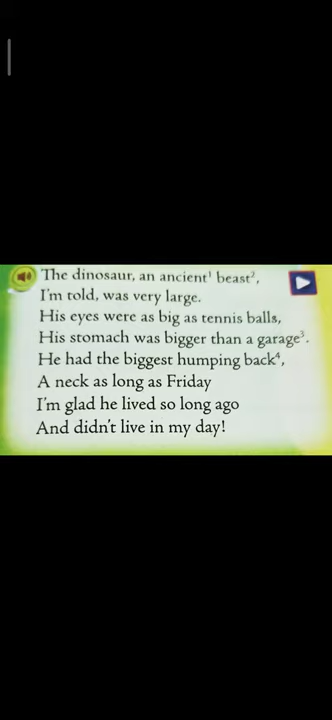 The dinosaur, an ancient¹ beast²,
I'm told, was very large.
His eyes were as big as tennis balls,
His stomach was bigger than a garage³.
He had the biggest humping back⁴,
A neck as long as Friday
I'm glad he lived so long ago
And didn't live in my day!